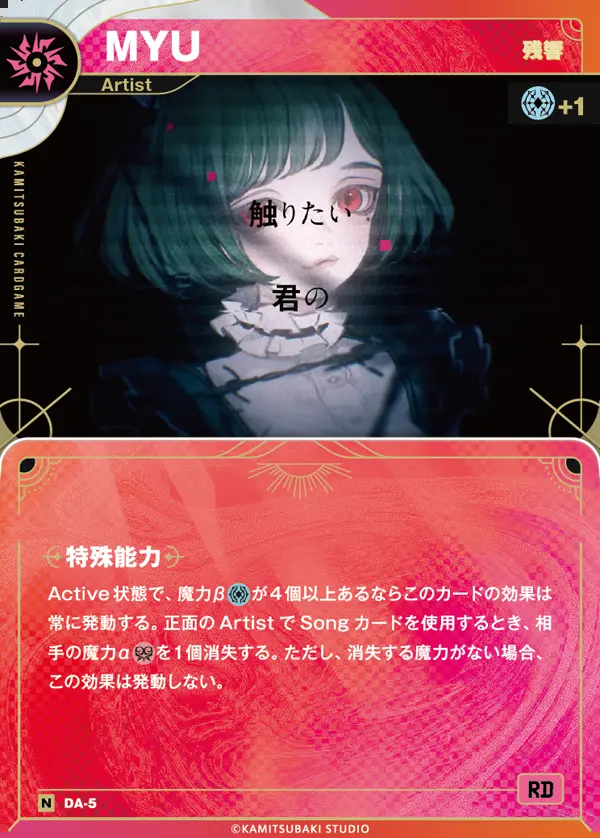 MYU
残響
Artist
+1
KAMITSUBAKI CARDGAME
触りたい
君の
特殊能力
Active状態で、魔力βが4個以上あるならこのカードの効果は
常に発動する。正面のArtistでSongカードを使用するとき、相
手の魔力αを1個消失する。ただし、消失する魔力がない場合、
この効果は発動しない。
N DA-5
RD
©KAMITSUBAKI STUDIO